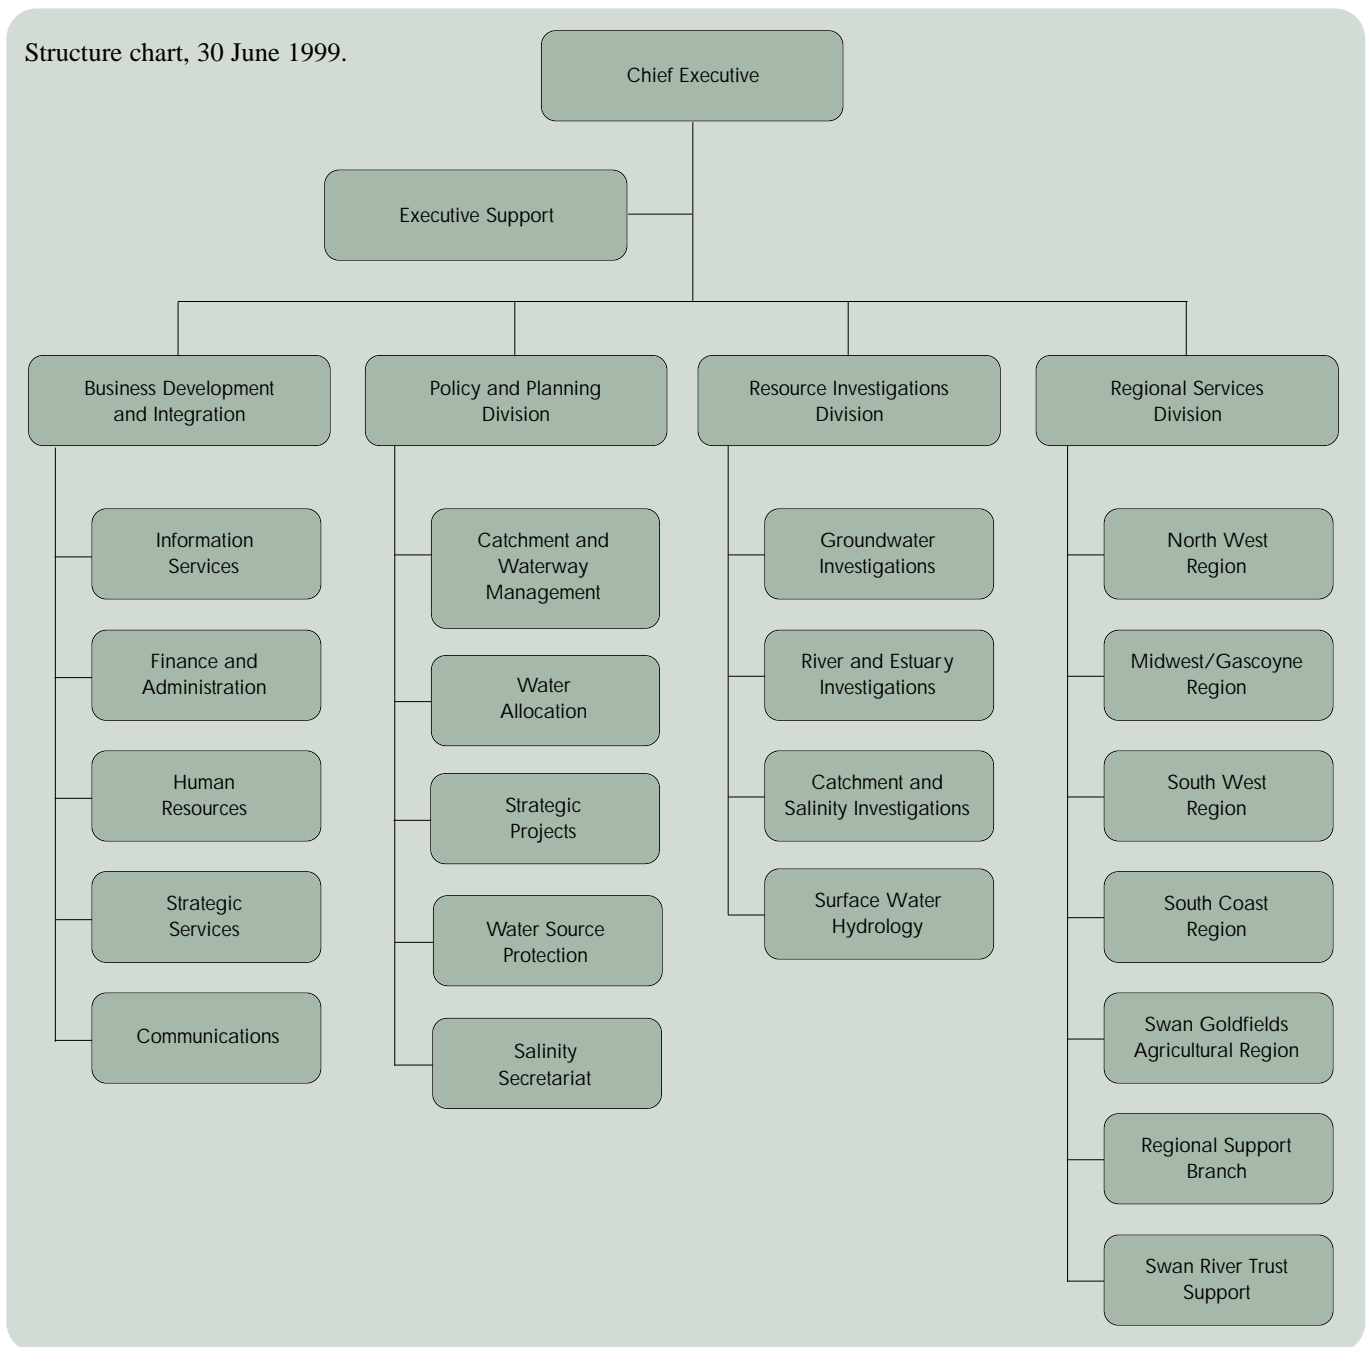 Structure chart, 30 June 1999.
Chief Executive
Executive Support
Business Development
and Integration
Information
Services
Finance and
Administration
Human
Resources
Strategic
Services
Communications
Policy and Planning
Division
Catchment and
Waterway
Management
Water
Allocation
Strategic
Projects
Water Source
Protection
Salinity
Secretariat
Resource Investigations
Division
Groundwater
Investigations
River and Estuary
Investigations
Catchment and
Salinity Investigations
Surface Water
Hydrology
Regional Services
Division
North West
Region
Midwest/Gascoyne
Region
South West
Region
South Coast
Region
Swan Goldfields
Agricultural Region
Regional Support
Branch
Swan River Trust
Support